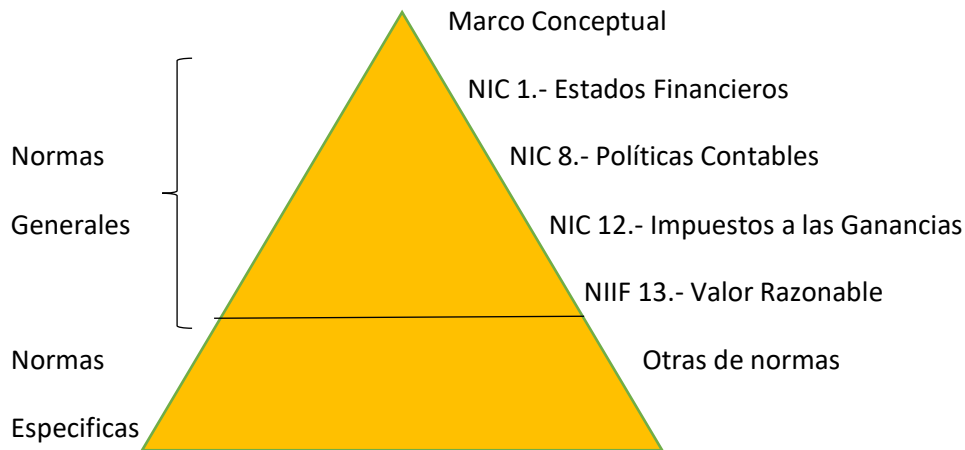 Marco Conceptual
NIC 1.- Estados Financieros
Normas
NIC 8.- Políticas Contables
Generales
NIC 12.- Impuestos a las Ganancias
NIIF 13.- Valor Razonable
Normas
Otras de normas
Especificas